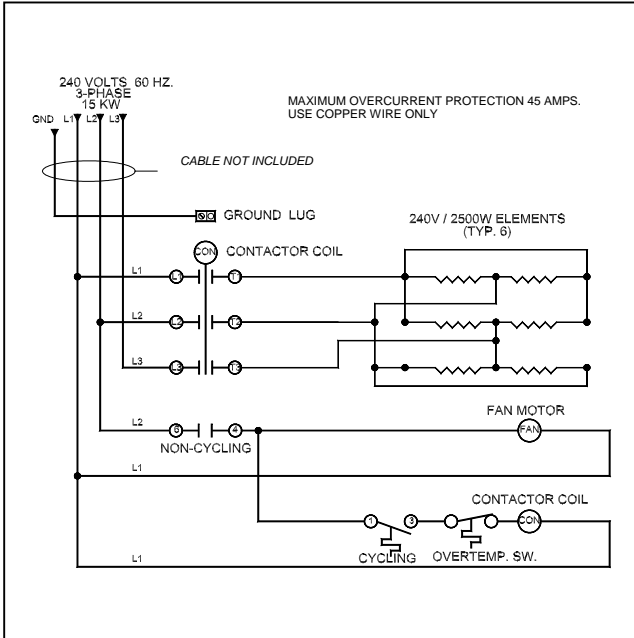 240 VOLTS 60 HZ.
3-PHASE
15 KW
MAXIMUM OVERCURRENT PROTECTION 45 AMPS.
USE COPPER WIRE ONLY
GND L1 L2 L3
CABLE NOT INCLUDED
GROUND LUG
240V / 2500W ELEMENTS
(TYP. 6)
CON CONTACTOR COIL
L1 L1 T1
L2 L2 T2
L3 L3 T3
FAN MOTOR
L2 6 4 FAN
NON-CYCLING
L1
CONTACTOR COIL
1 3 CON
CYCLING OVERTEMP. SW.
L1